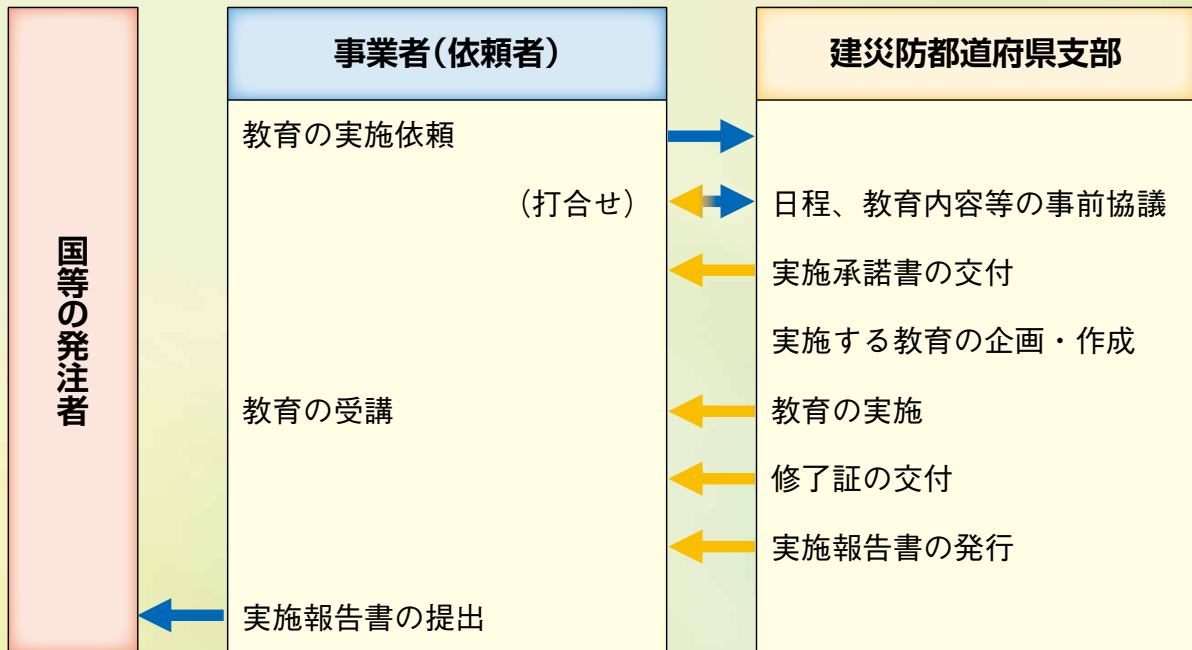 国等の発注者
事業者(依頼者)
建災防都道府県支部
教育の実施依頼
(打合せ)
日程、教育内容等の事前協議
実施承諾書の交付
実施する教育の企画・作成
教育の受講
教育の実施
修了証の交付
実施報告書の発行
実施報告書の提出